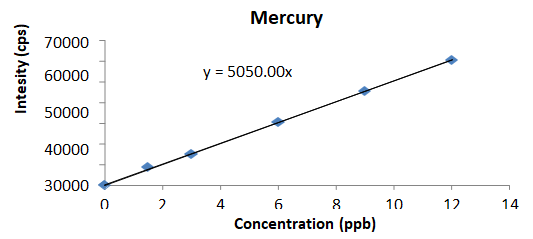 Mercury
Intesity (cps)
70000
60000
50000
40000
30000
y = 5050.00x
0 2 4 6 8 10 12 14
Concentration (ppb)